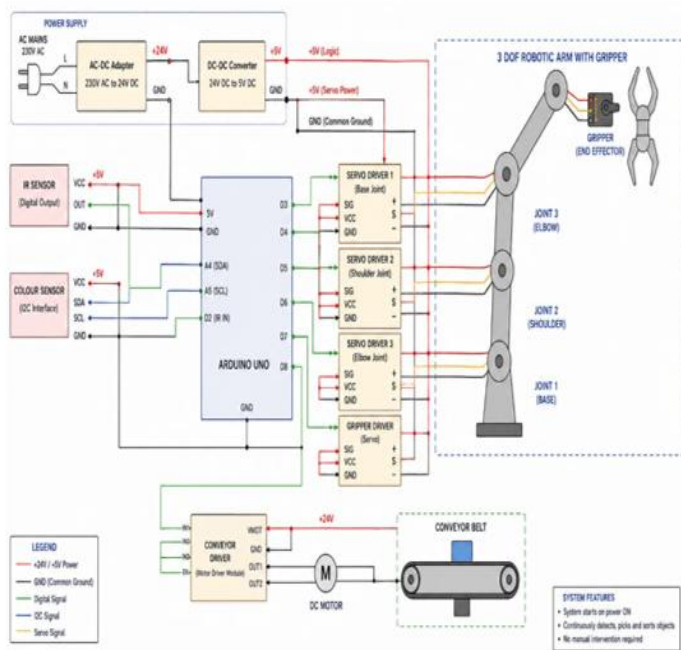 POWER SUPPLY
AC MAINS
230V AC
L
N
AC-DC Adapter
230V AC to 24V DC
+24V
GND
DC-DC Converter
24V DC to 5V DC
+5V
GND
+5V (Logic)
+5V (Servo Power)
GND (Common Ground)
3 DOF ROBOTIC ARM WITH GRIPPER
GRIPPER
(END EFFECTOR)
JOINT 3
(ELBOW)
JOINT 2
(SHOULDER)
JOINT 1
(BASE)
IR SENSOR
(Digital Output)
VCC
OUT
GND
+5V
COLOUR SENSOR
(I2C Interface)
VCC
SDA
SCL
GND
+5V
5V
GND
A4 (SDA)
A5 (SCL)
D2 (IR IN)
ARDUINO UNO
GND
D3
D4
D5
D6
D7
D8
SERVO DRIVER 1
(Base Joint)
SIG
VCC
GND
+
S
-
SERVO DRIVER 2
(Shoulder Joint)
SIG
VCC
GND
+
S
-
SERVO DRIVER 3
(Elbow Joint)
SIG
VCC
GND
+
S
-
GRIPPER DRIVER
(Servo)
SIG
VCC
GND
+
S
-
CONVEYOR
DRIVER
(Motor Driver Module)
GND
OUT1
OUT2
+24V
M
DC MOTOR
CONVEYOR BELT
LEGEND
+24V / +5V Power
GND (Common Ground)
Digital Signal
I2C Signal
Servo Signal
SYSTEM FEATURES
• System starts on power ON
• Continuously detects, picks and sorts objects
• No manual intervention required